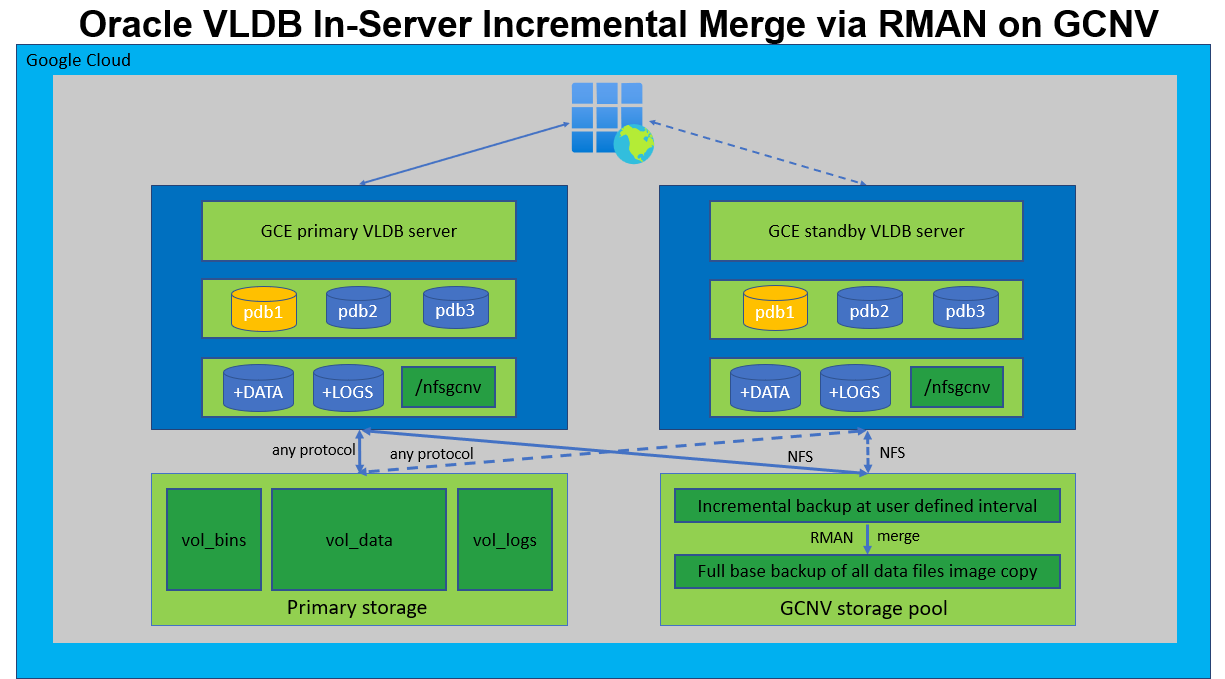 Oracle VLDB In-Server Incremental Merge via RMAN on GCNV
Google Cloud
GCE primary VLDB server
pdb1
pdb2
pdb3
+DATA
+LOGS
/nfsgcnv
GCE standby VLDB server
pdb1
pdb2
pdb3
+DATA
+LOGS
/nfsgcnv
any protocol
any protocol
NFS
NFS
vol_bins
vol_data
vol_logs
Primary storage
Incremental backup at user defined interval
RMAN
merge
Full base backup of all data files image copy
GCNV storage pool